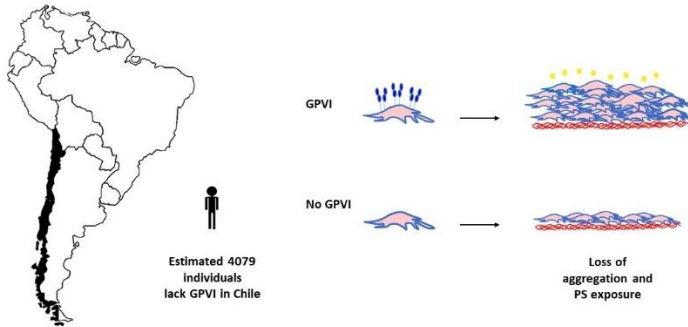 GPVI
No GPVI
Estimated 4079
individuals
lack GPVI in Chile
Loss of
aggregation and
PS exposure